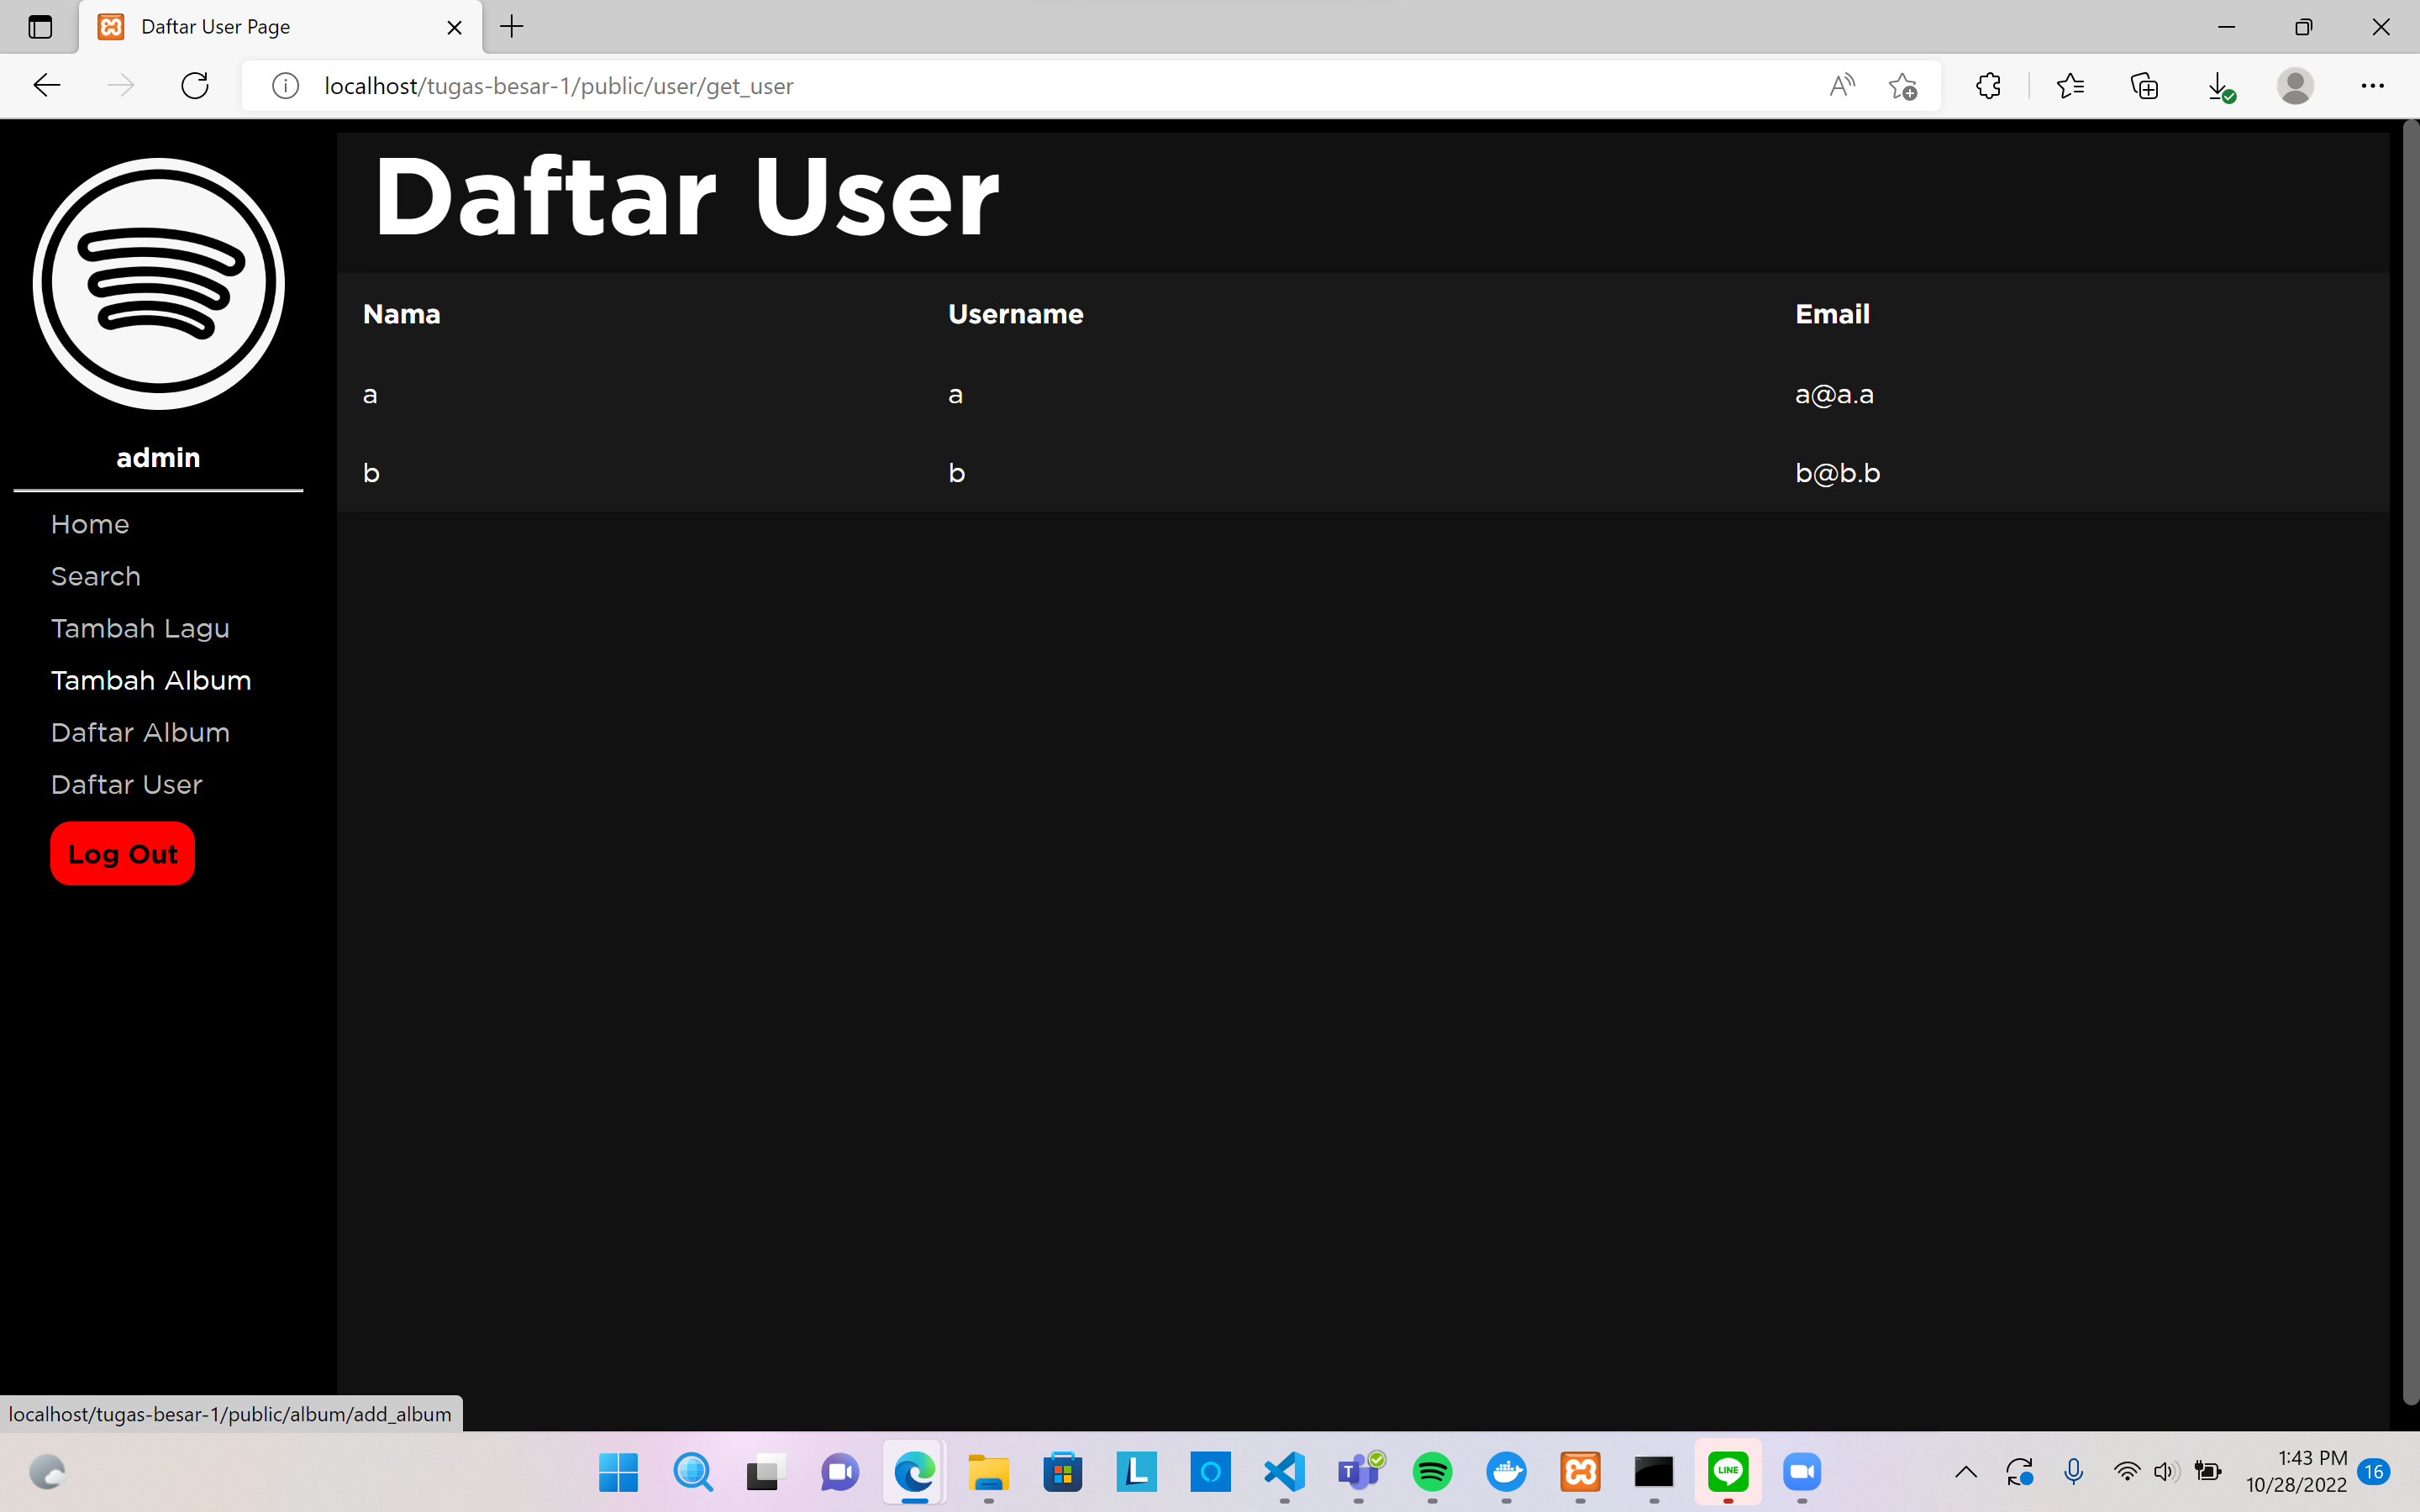 Daftar User Page
localhost/tugas-besar-1/public/user/get_user
Daftar User
Nama Username Email
a a a@a.a
b b b@b.b
admin
Home
Search
Tambah Lagu
Tambah Album
Daftar Album
Daftar User
Log Out
localhost/tugas-besar-1/public/album/add_album
L
T
LINE
1:43 PM
10/28/2022
16